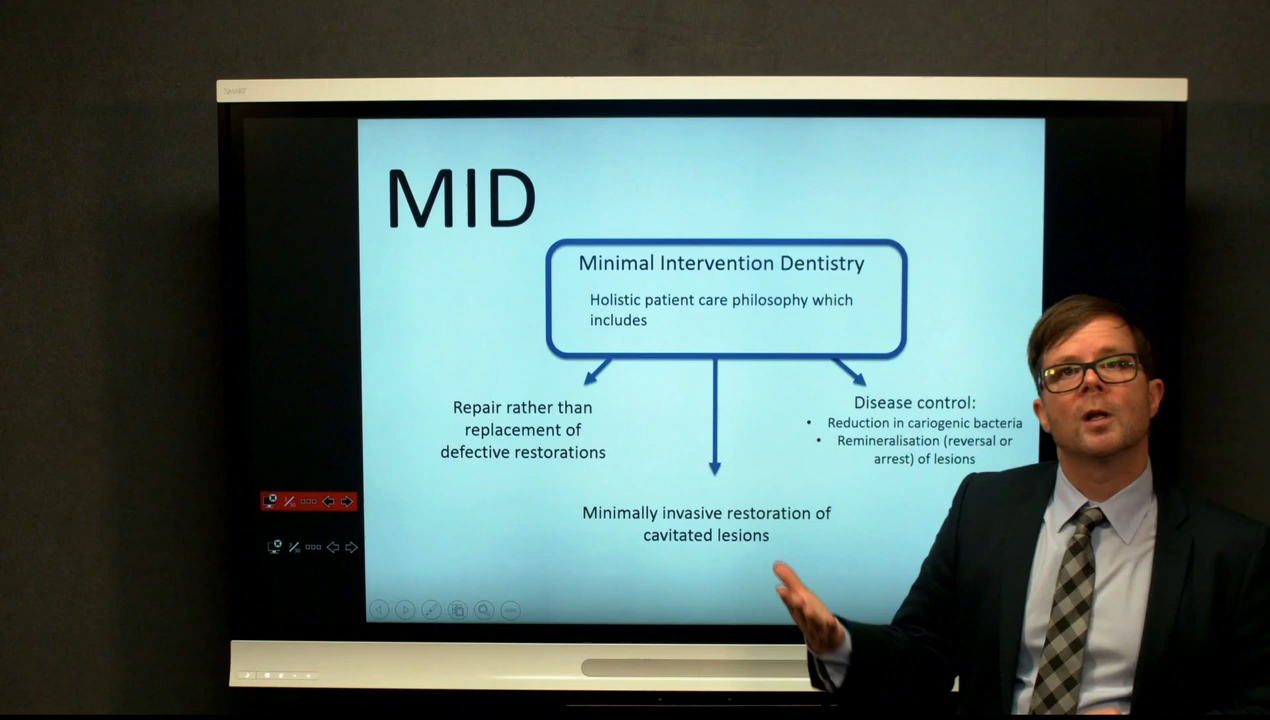 SMART
MID
Minimal Intervention Dentistry
Holistic patient care philosophy which
includes
Repair rather than
replacement of
defective restorations
Minimally invasive restoration of
cavitated lesions
Disease control:
• Reduction in cariogenic bacteria
• Remineralisation (reversal or
arrest) of lesions